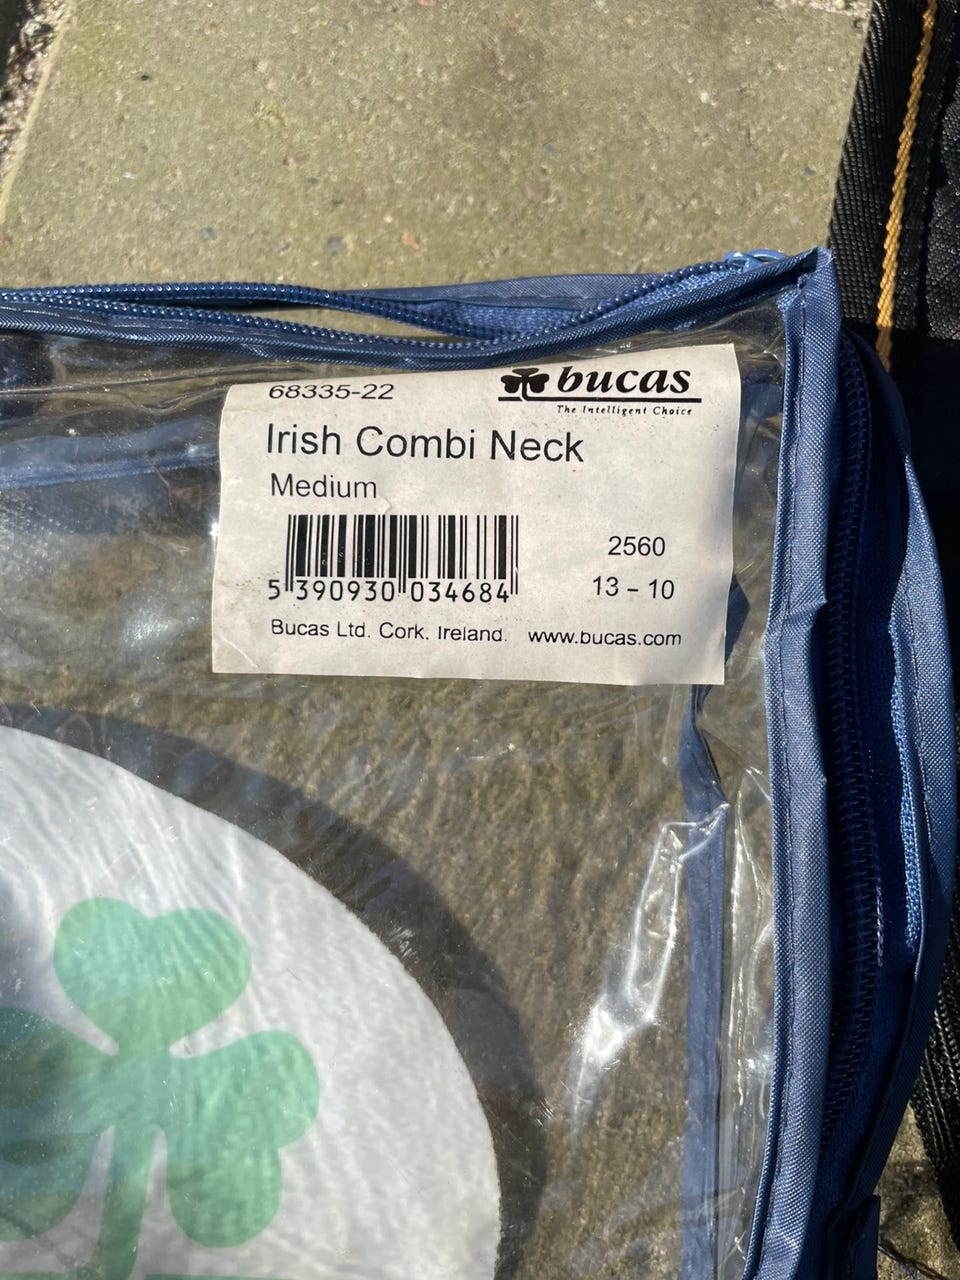 68335-22
bucas
The Intelligent Choice
Irish Combi Neck
Medium
2560
5 390930 034684
13 - 10
Bucas Ltd. Cork. Ireland. www.bucas.com